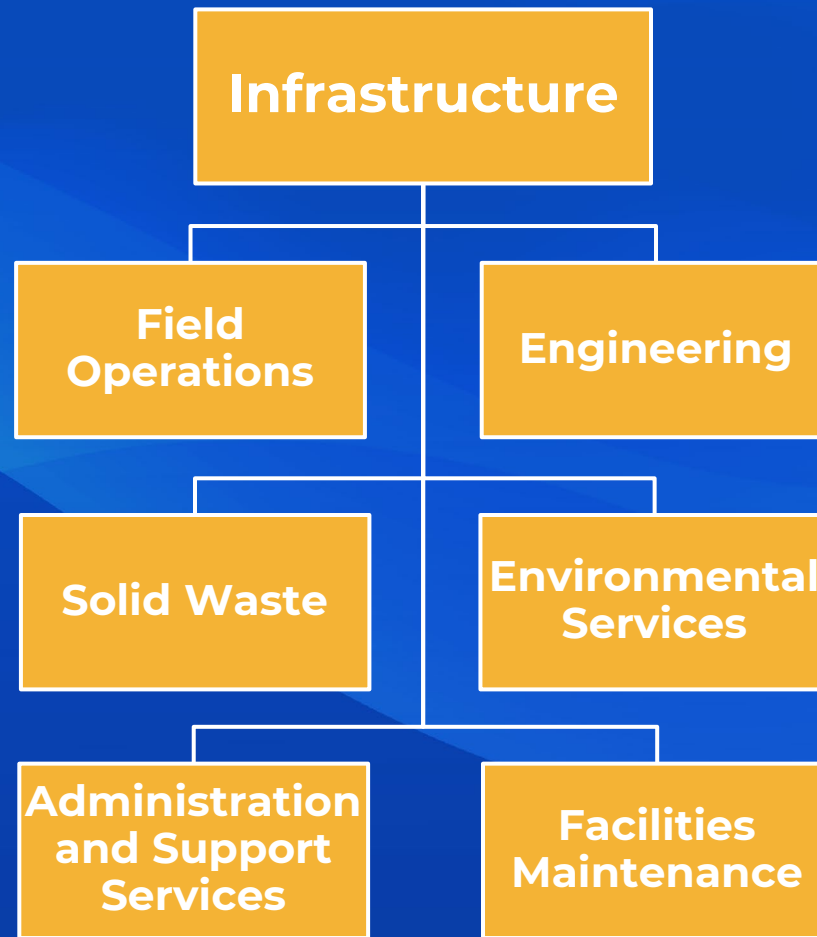 Infrastructure
Field
Operations
Engineering
Solid Waste
Environmental
Services
Administration
and Support
Services
Facilities
Maintenance